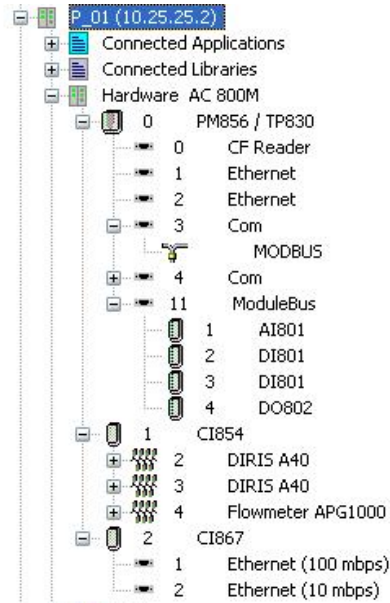 P_01 (10.25.25.2)
Connected Applications
Connected Libraries
Hardware AC 800M
0 PM856 / TP830
0 CF Reader
1 Ethernet
2 Ethernet
3 Com
MODBUS
4 Com
11 ModuleBus
1 AI801
2 DI801
3 DI801
4 DO802
1 CI854
2 DIRIS A40
3 DIRIS A40
4 Flowmeter APG1000
2 CI867
1 Ethernet (100 mbps)
2 Ethernet (10 mbps)